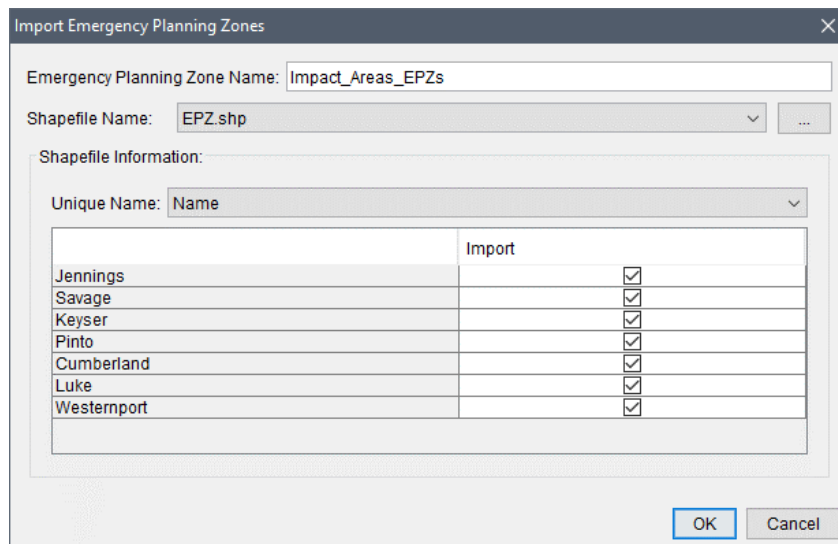 Import Emergency Planning Zones
Emergency Planning Zone Name: Impact_Areas_EPZs
Shapefile Name: EPZ.shp ...
Shapefile Information:
Unique Name: Name
Import
Jennings
Savage
Keyser
Pinto
Cumberland
Luke
Westernport
OK Cancel